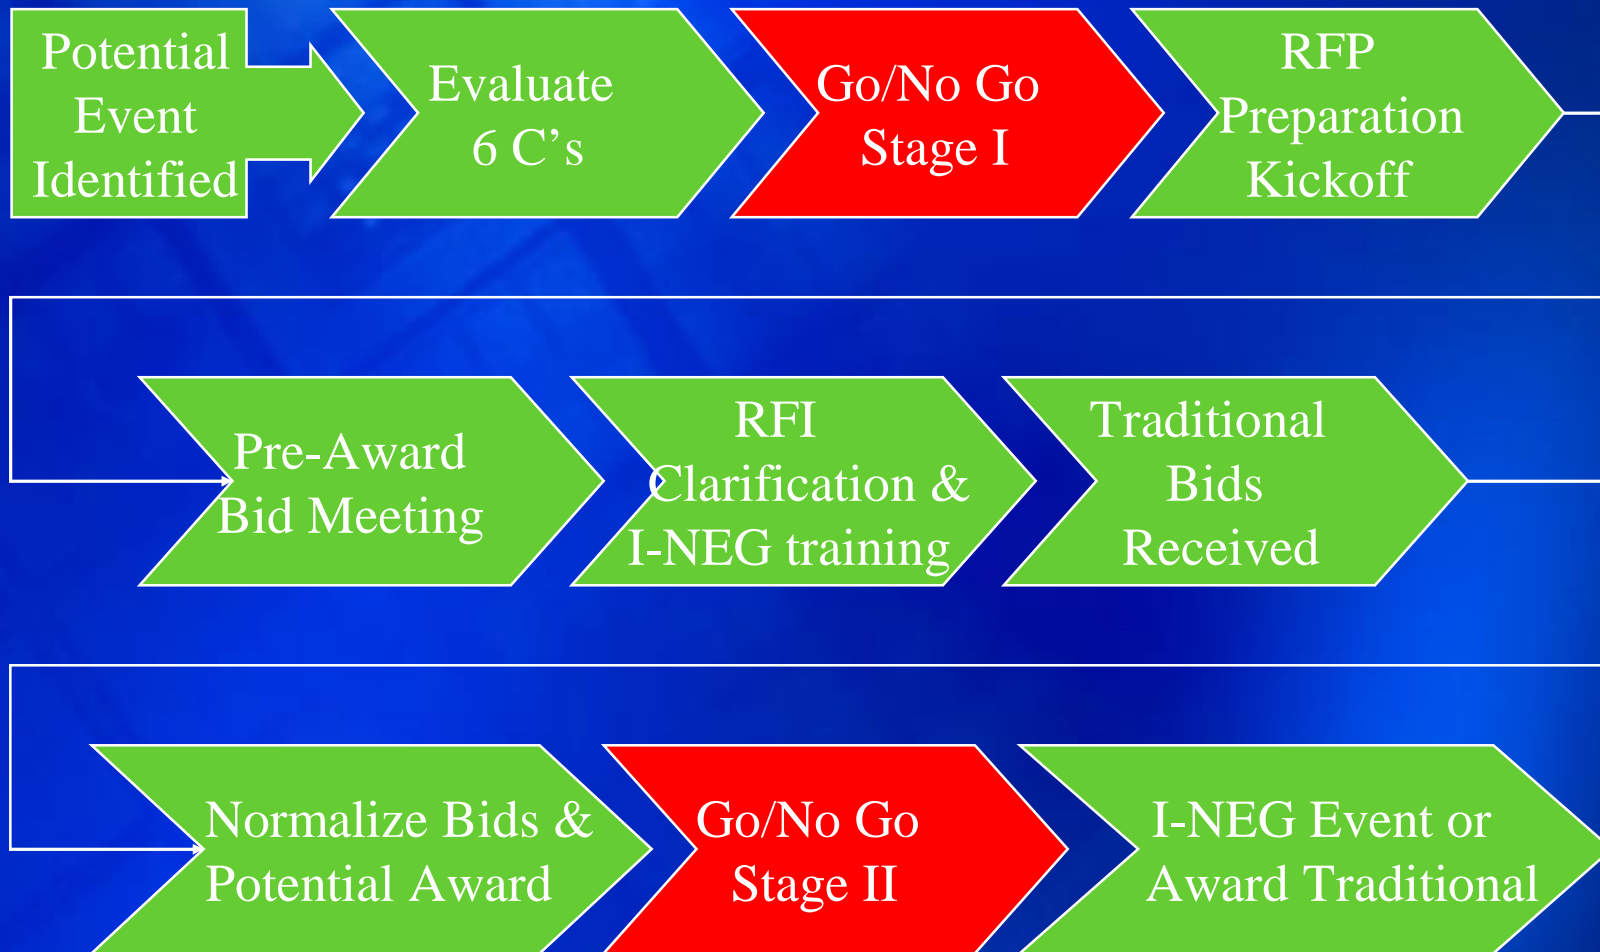 Potential
Event
Identified
Evaluate
6 C’s
Go/No Go
Stage I
RFP
Preparation
Kickoff
Pre-Award
Bid Meeting
RFI
Clarification &
I-NEG training
Traditional
Bids
Received
Normalize Bids &
Potential Award
Go/No Go
Stage II
I-NEG Event or
Award Traditional